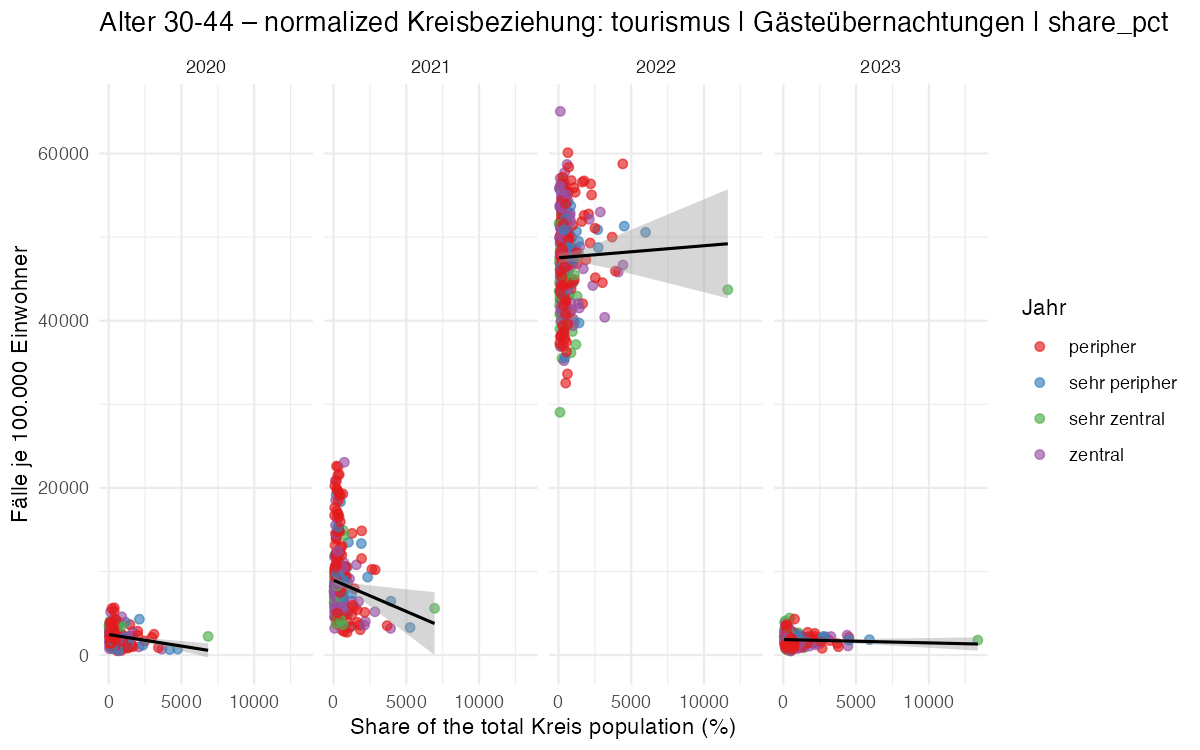 Alter 30-44 – normalized Kreisbeziehung: tourismus | Gästeübernachtungen | share_pct
2020 2021 2022 2023
Fälle je 100.000 Einwohner
60000
40000
20000
0
0 5000 10000 0 5000 10000 0 5000 10000 0 5000 10000
Share of the total Kreis population (%)
Jahr
peripher
sehr peripher
sehr zentral
zentral